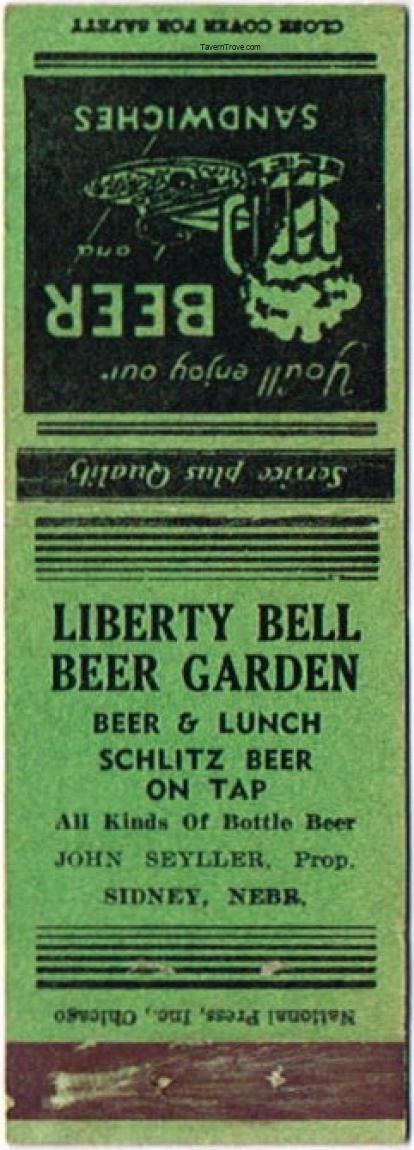 CLOSE COVER FOR SAFETY
TavernTrove.com
You'll enjoy our
BEER
and
SANDWICHES
Service plus Quality
LIBERTY BELL
BEER GARDEN
BEER & LUNCH
SCHLITZ BEER
ON TAP
All Kinds Of Bottle Beer
JOHN SEYLLER, Prop.
SIDNEY, NEBR.
National Press, Inc., Chicago